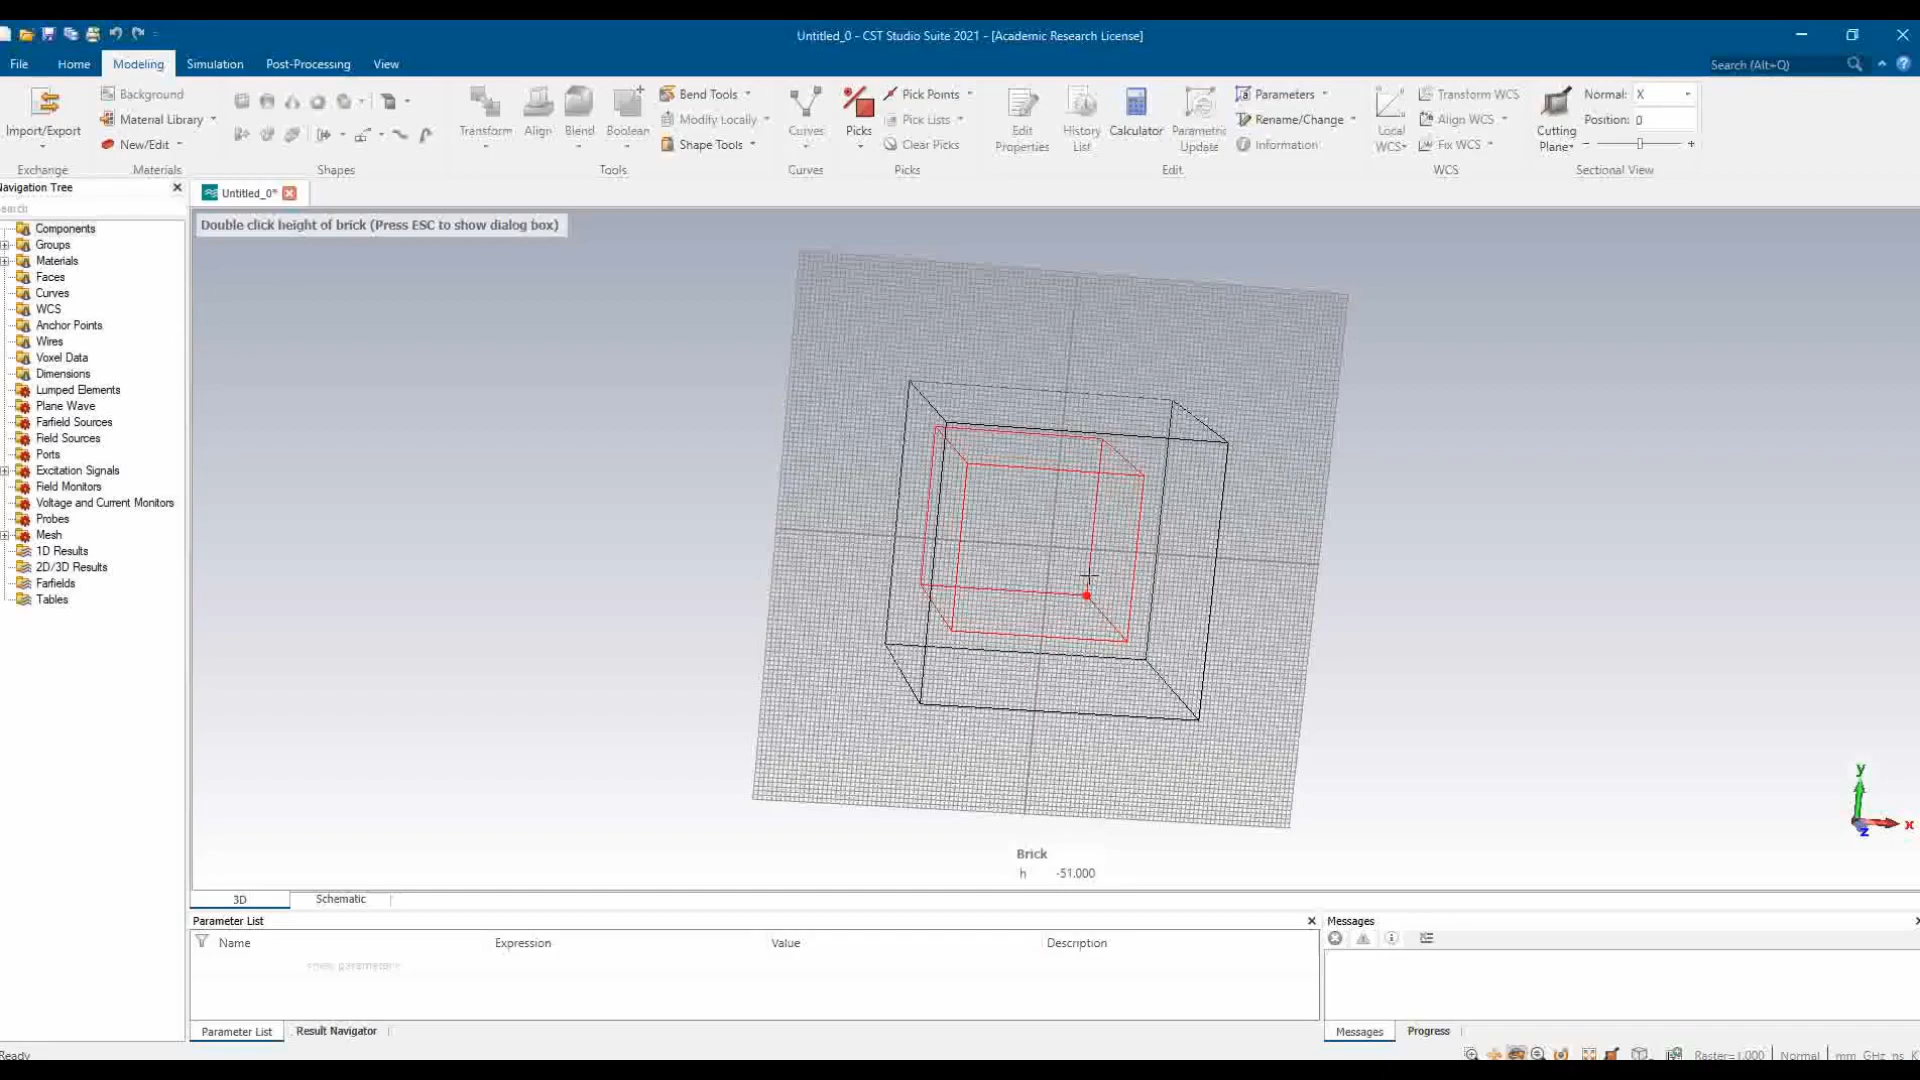 Untitled_0 - CST Studio Suite 2021 - [Academic Research License]
File Home Modeling Simulation Post-Processing View Search (Alt+Q)
Import/Export
Exchange
Background
Material Library
New/Edit
Materials
Shapes
Transform
Align
Blend
Boolean
Bend Tools
Modify Locally
Shape Tools
Tools
Curves
Curves
Picks
Pick Points
Pick Lists
Clear Picks
Picks
Edit
Properties
History
List
Calculator
Parametric
Update
Parameters
Rename/Change
Information
Edit
Local
WCS
Transform WCS
Align WCS
Fix WCS
WCS
Cutting
Plane
Normal: X
Position: 0
Sectional View
Navigation Tree
Untitled_0*
Double click height of brick (Press ESC to show dialog box)
Components
Groups
Materials
Faces
Curves
WCS
Anchor Points
Wires
Voxel Data
Dimensions
Lumped Elements
Plane Wave
Farfield Sources
Field Sources
Ports
Excitation Signals
Field Monitors
Voltage and Current Monitors
Probes
Mesh
1D Results
2D/3D Results
Farfields
Tables
y
x
z
Brick
h -51.000
3D Schematic
Parameter List
Name Expression Value Description
<new parameter>
Parameter List Result Navigator
Messages
Messages Progress
Ready
Raster=1.000 Normal mm GHz ns K